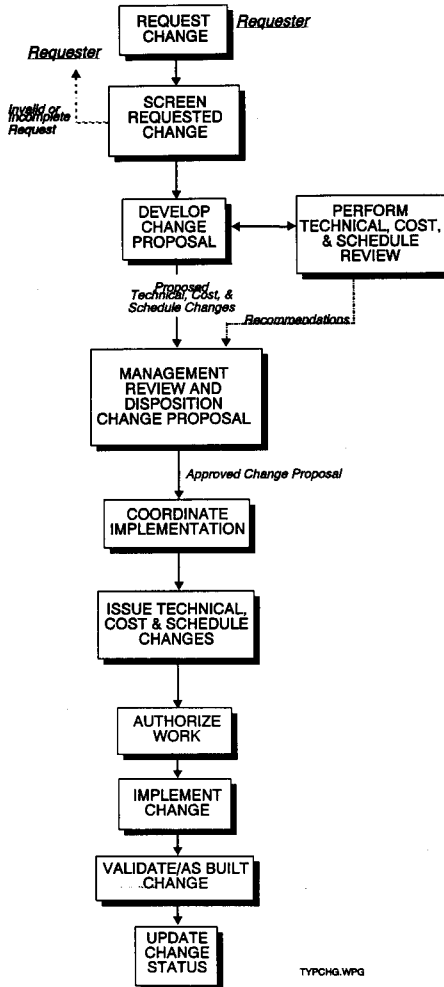 REQUEST
CHANGE
Requester
Requester
Invalid or
Incomplete
Request
SCREEN
REQUESTED
CHANGE
DEVELOP
CHANGE
PROPOSAL
PERFORM
TECHNICAL, COST,
& SCHEDULE
REVIEW
Proposed
Technical, Cost, &
Schedule Changes
Recommendations
MANAGEMENT
REVIEW AND
DISPOSITION
CHANGE PROPOSAL
Approved Change Proposal
COORDINATE
IMPLEMENTATION
ISSUE TECHNICAL,
COST & SCHEDULE
CHANGES
AUTHORIZE
WORK
IMPLEMENT
CHANGE
VALIDATE/AS BUILT
CHANGE
UPDATE
CHANGE
STATUS
TYPCHG.WPG